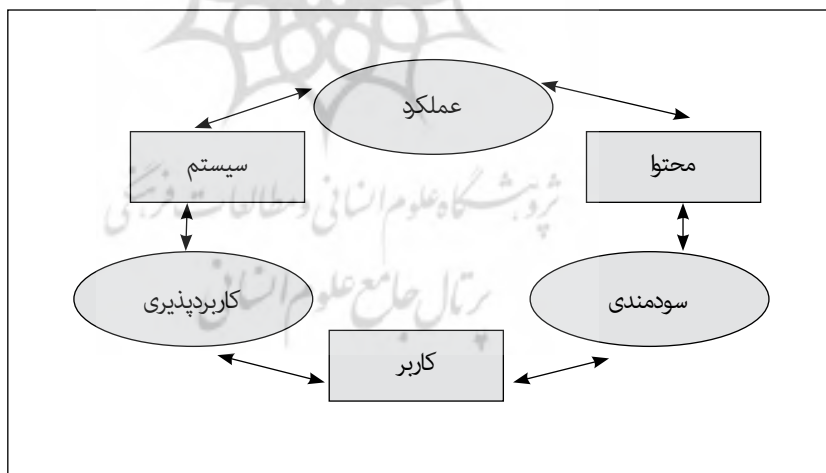 عملکرد
سیستم
محتوا
پژوهشگاه علوم انسانی و مطالعات فرهنگی
کاربردپذیری
پرتال جامع علوم انسانی
سودمندی
کاربر